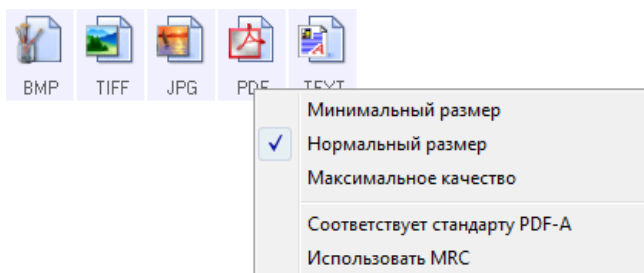 BMP TIFF JPG PDF TEXT
Минимальный размер
Нормальный размер
Максимальное качество
Соответствует стандарту PDF-A
Использовать MRC